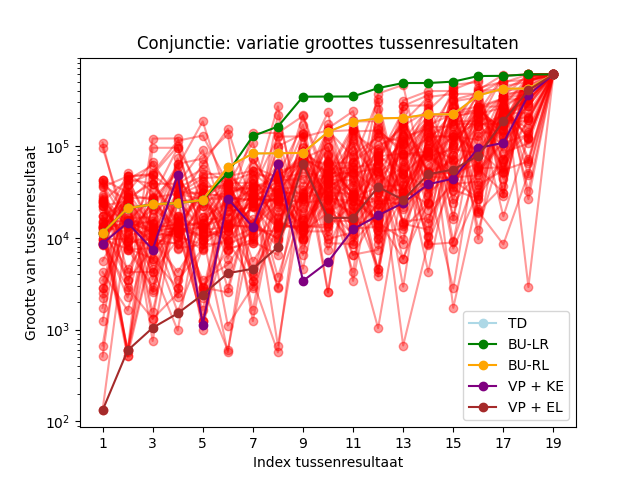 Conjunctie: variatie groottes tussenresultaten
Grootte van tussenresultaat
10^5
10^4
10^3
10^2
1 3 5 7 9 11 13 15 17 19
Index tussenresultaat
TD
BU-LR
BU-RL
VP + KE
VP + EL